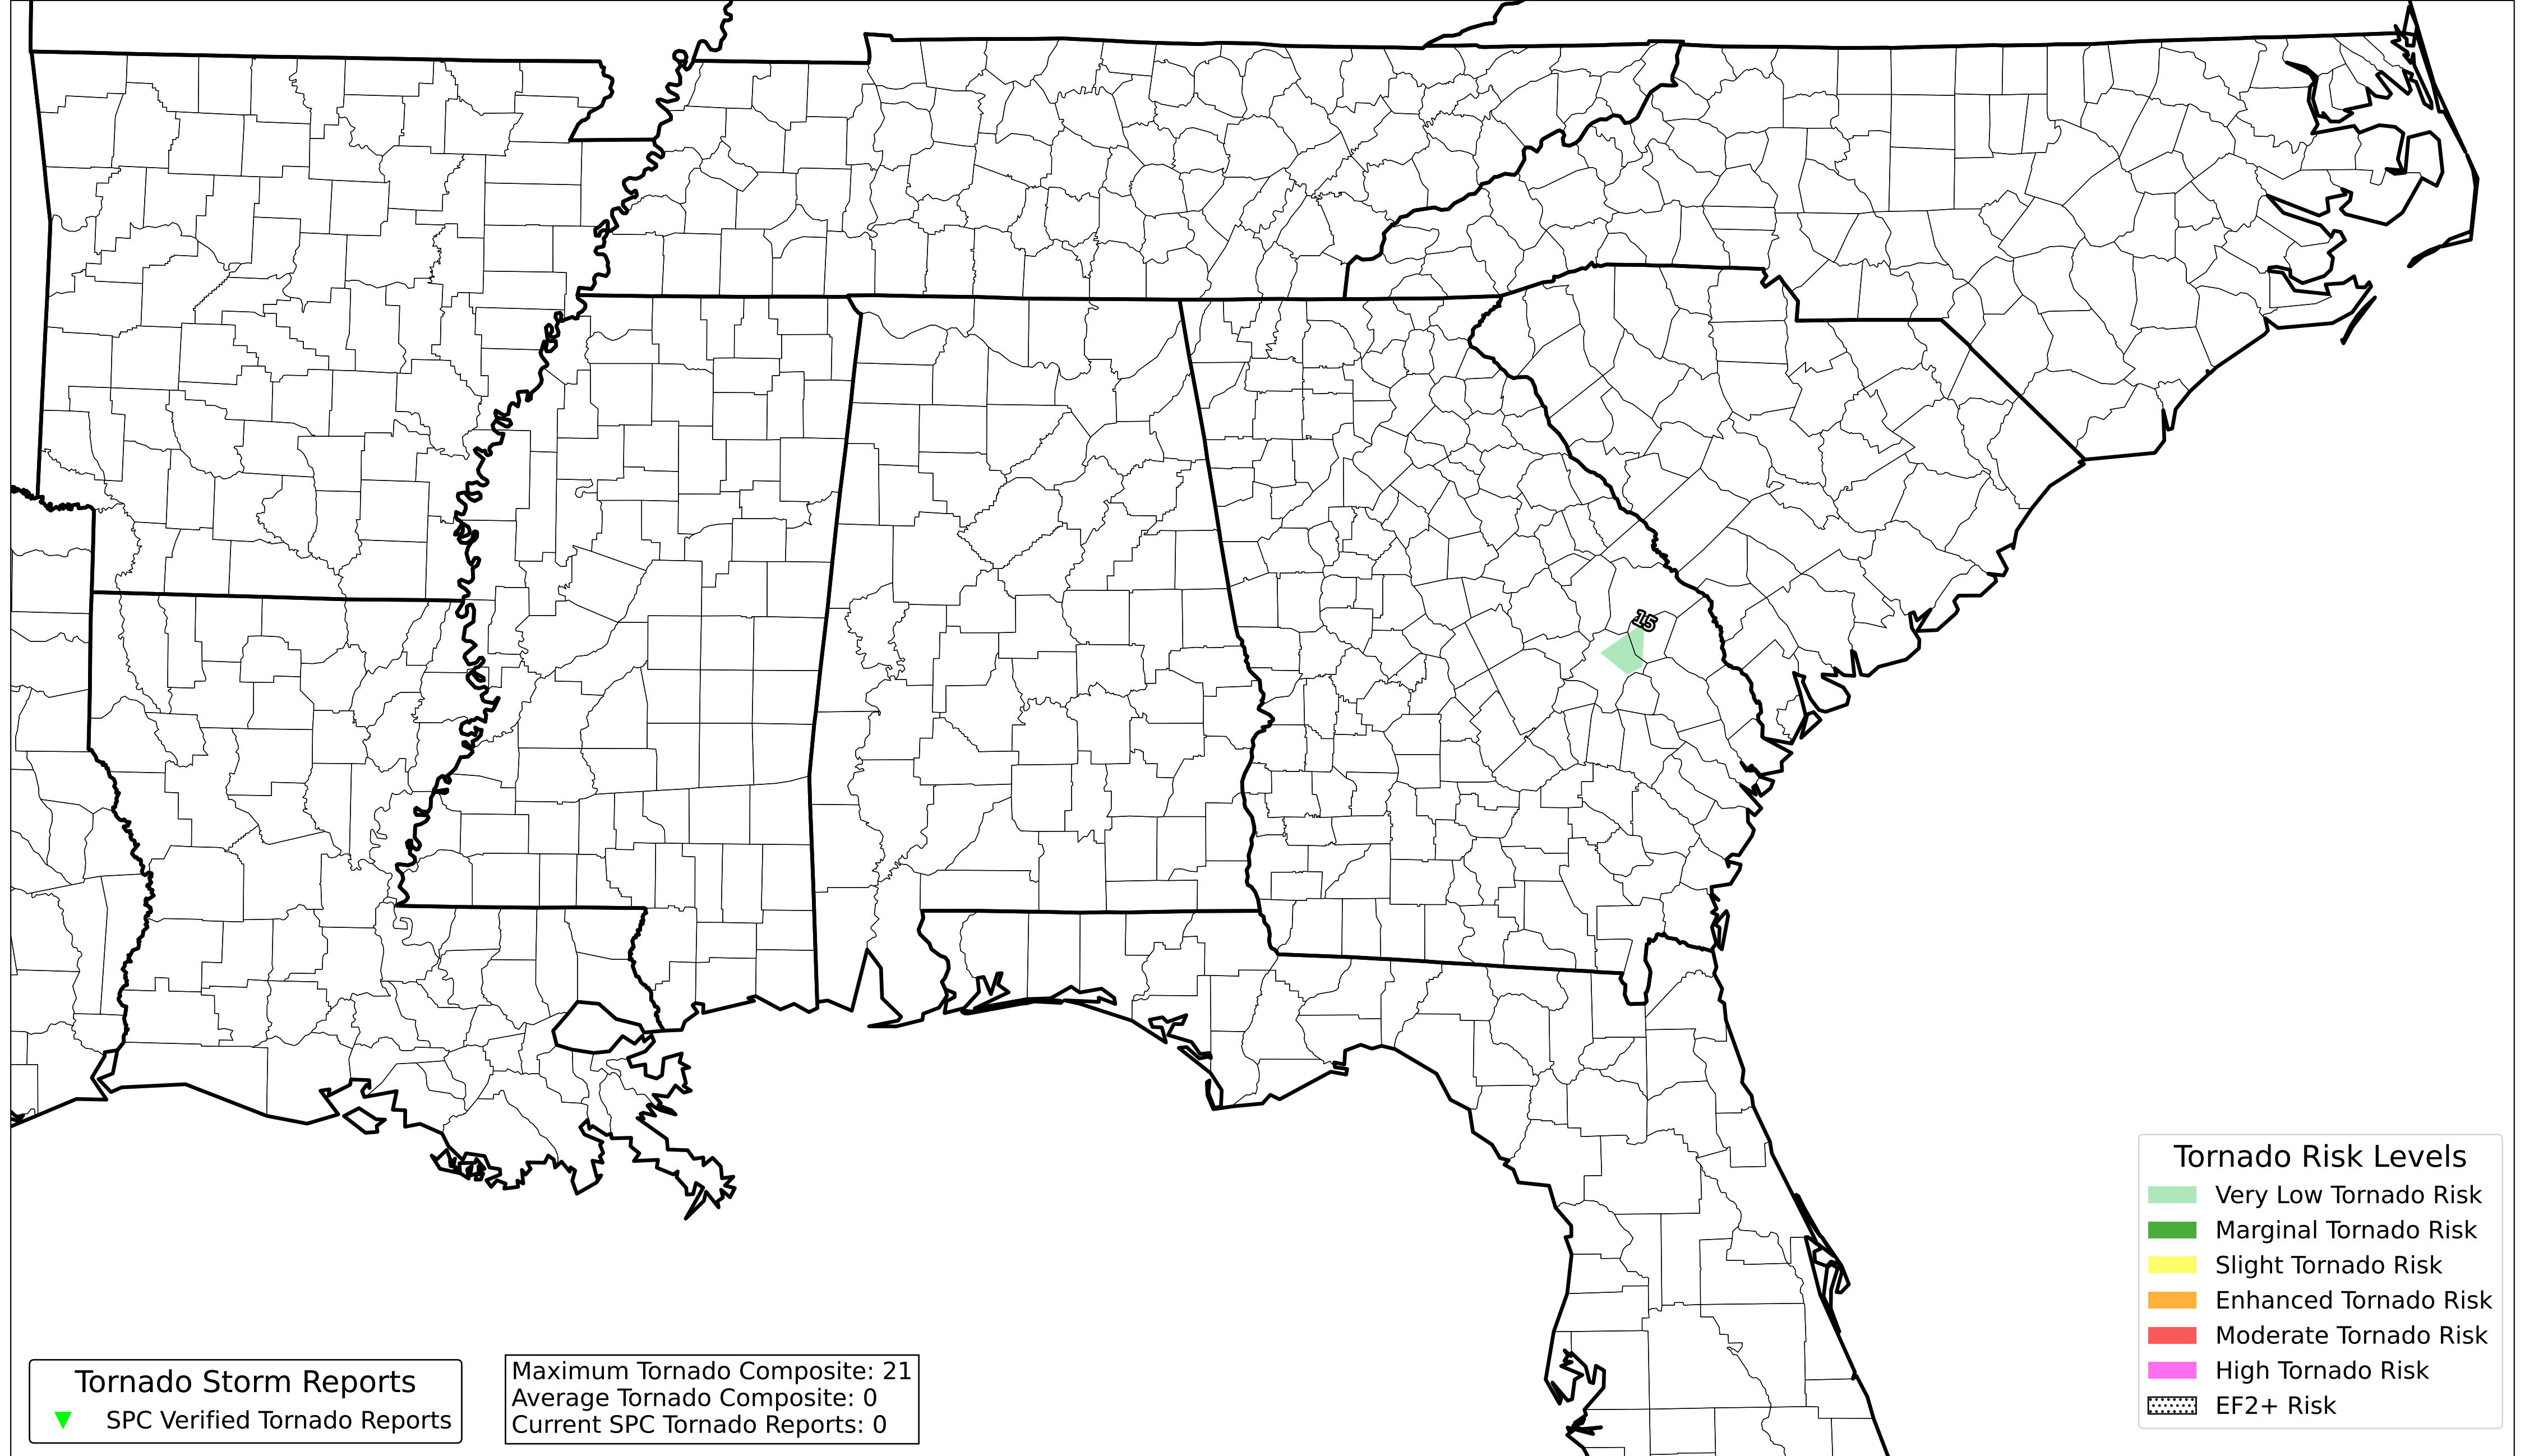 15
Tornado Risk Levels
Very Low Tornado Risk
Marginal Tornado Risk
Slight Tornado Risk
Enhanced Tornado Risk
Moderate Tornado Risk
High Tornado Risk
EF2+ Risk
Tornado Storm Reports
SPC Verified Tornado Reports
Maximum Tornado Composite: 21
Average Tornado Composite: 0
Current SPC Tornado Reports: 0